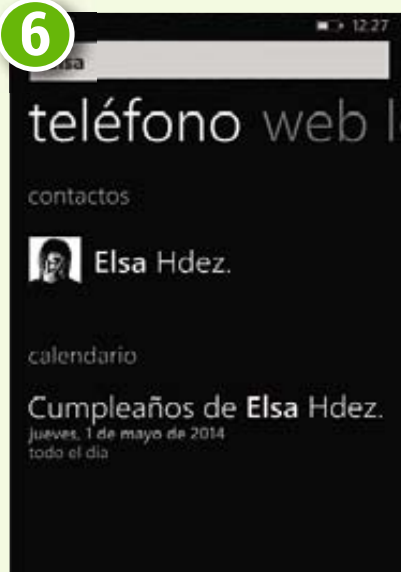 6
12:27
Elsa
teléfono web l
contactos
Elsa Hdez.
calendario
Cumpleaños de Elsa Hdez.
jueves, 1 de mayo de 2014
todo el día